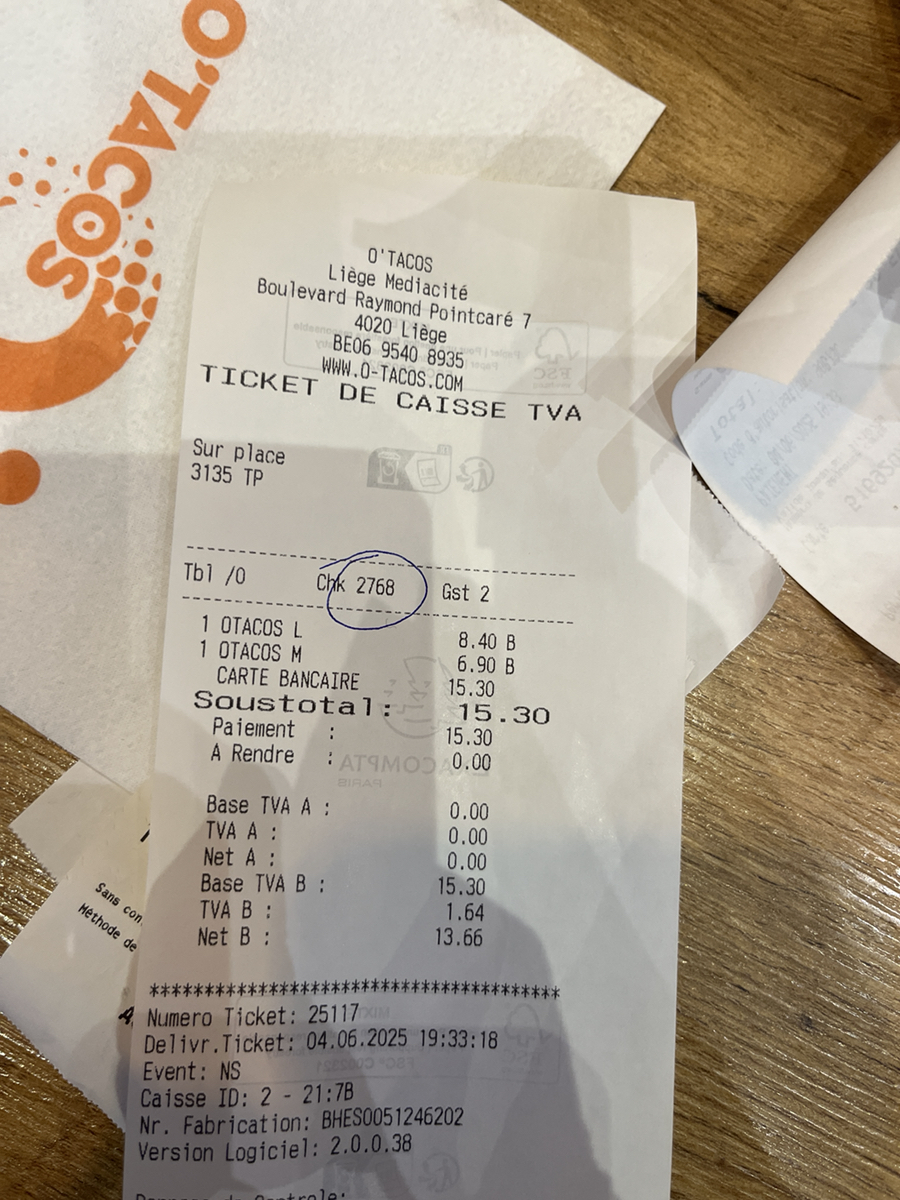 O'TACOS
O'TACOS
Liège Mediacité
Boulevard Raymond Pointcaré 7
4020 Liège
BE06 9540 8935
WWW.O-TACOS.COM
TICKET DE CAISSE TVA
Sur place
3135 TP
Tbl /0 Chk 2768 Gst 2
1 OTACOS L 8.40 B
1 OTACOS M 6.90 B
CARTE BANCAIRE 15.30
Soustotal: 15.30
Paiement : 15.30
A Rendre : 0.00
Base TVA A : 0.00
TVA A : 0.00
Net A : 0.00
Base TVA B : 15.30
TVA B : 1.64
Net B : 13.66
******************************************
Numero Ticket: 25117
Delivr.Ticket: 04.06.2025 19:33:18
Event: NS
Caisse ID: 2 - 21:7B
Nr. Fabrication: BHES0051246202
Version Logiciel: 2.0.0.38
Sans con
Méthode de